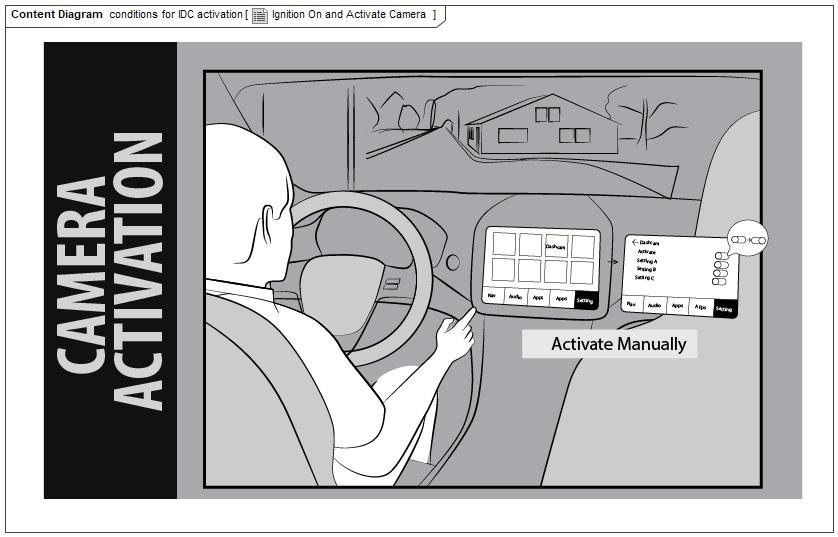 Content Diagram conditions for IDC activation [ Ignition On and Activate Camera ]
CAMERA
ACTIVATION
Dashcam
Nav Audio Apps Apps Setting
Dashcam
Activate
Setting A
Setting B
Setting C
Nav Audio Apps Apps Setting
Activate Manually